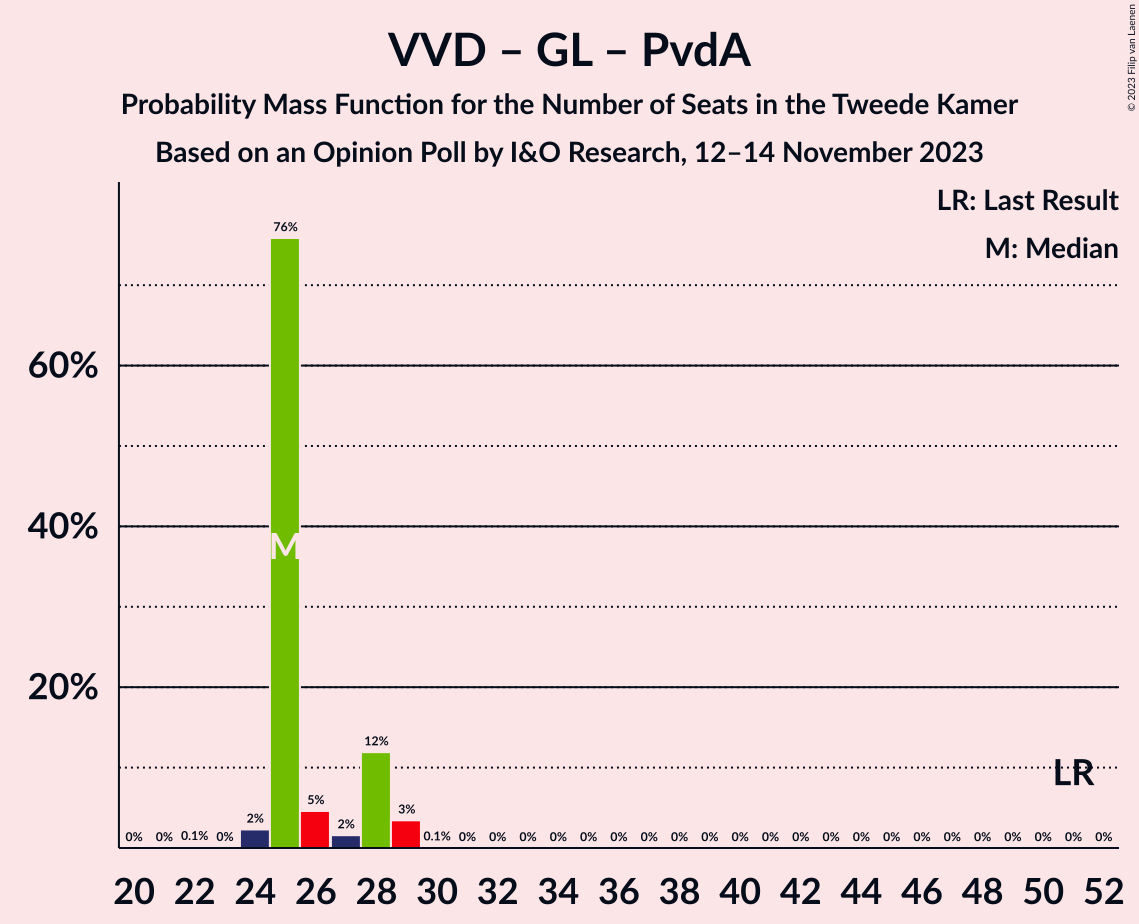 VVD – GL – PvdA
Probability Mass Function for the Number of Seats in the Tweede Kamer
Based on an Opinion Poll by I&O Research, 12–14 November 2023
© 2023 Filip van Laenen
LR: Last Result
M: Median
76%
60%
40%
M
20%
12%
LR
5%
3%
2%
2%
0% 0% 0.1% 0% 0.1% 0% 0% 0% 0% 0% 0% 0% 0% 0% 0% 0% 0% 0% 0% 0% 0% 0% 0% 0% 0% 0% 0%
20 22 24 26 28 30 32 34 36 38 40 42 44 46 48 50 52